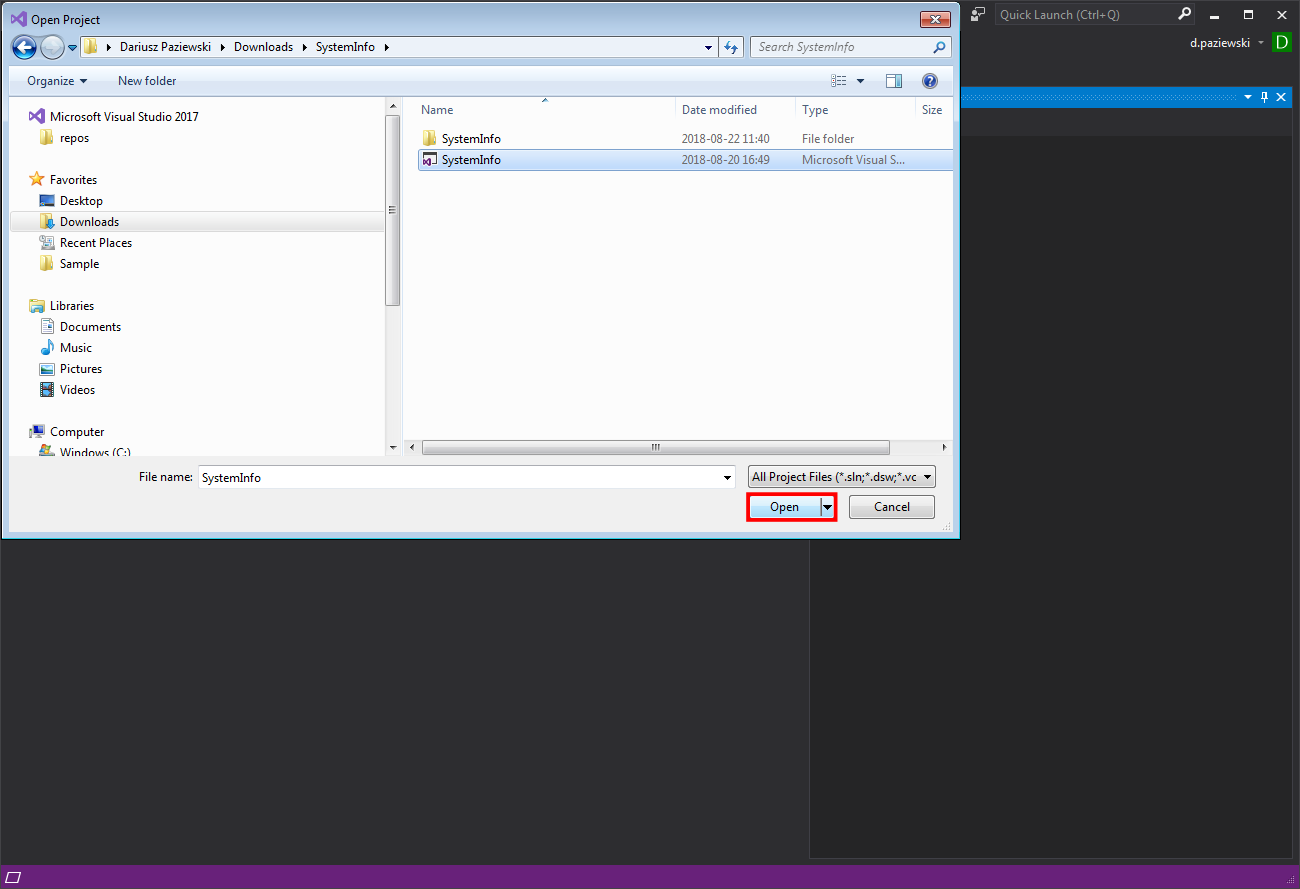 Open Project
Quick Launch (Ctrl+Q)
d.paziewski D
Dariusz Paziewski Downloads SystemInfo
Search SystemInfo
Organize New folder
Name Date modified Type Size
Microsoft Visual Studio 2017
repos
Favorites
Desktop
Downloads
Recent Places
Sample
Libraries
Documents
Music
Pictures
Videos
Computer
Windows (C:)
SystemInfo 2018-08-22 11:40 File folder
SystemInfo 2018-08-20 16:49 Microsoft Visual S...
File name: SystemInfo
All Project Files (*.sln;*.dsw;*.vc
Open Cancel